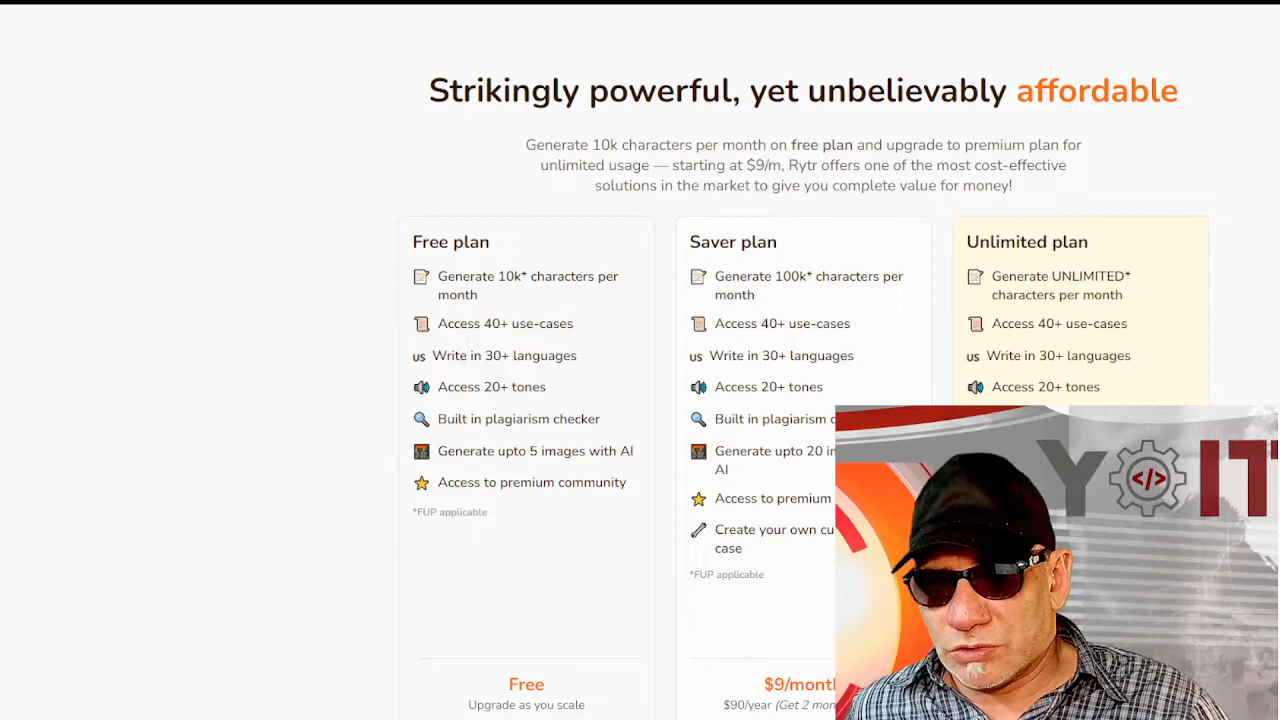 Strikingly powerful, yet unbelievably affordable
Generate 10k characters per month on free plan and upgrade to premium plan for
unlimited usage — starting at $9/m, Rytr offers one of the most cost-effective
solutions in the market to give you complete value for money!
Free plan
Generate 10k* characters per
month
Access 40+ use-cases
US Write in 30+ languages
Access 20+ tones
Built in plagiarism checker
Generate upto 5 images with AI
Access to premium community
*FUP applicable
Free
Upgrade as you scale
Saver plan
Generate 100k* characters per
month
Access 40+ use-cases
US Write in 30+ languages
Access 20+ tones
Built in plagiarism
Generate upto 20
AI
Access to premium
Create your own
case
*FUP applicable
$9/month
$90/year (Get 2
Unlimited plan
Generate UNLIMITED*
characters per month
Access 40+ use-cases
US Write in 30+ languages
Access 20+ tones
Y </> IT